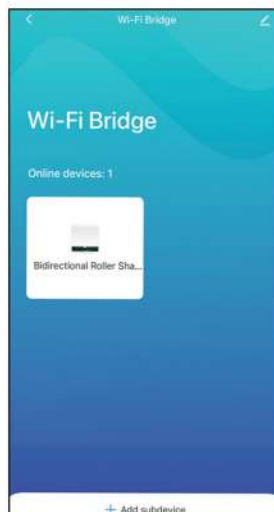 Wi-Fi Bridge
Wi-Fi Bridge
Online devices: 1
Bidirectional Roller Sha...
+ Add subdevice